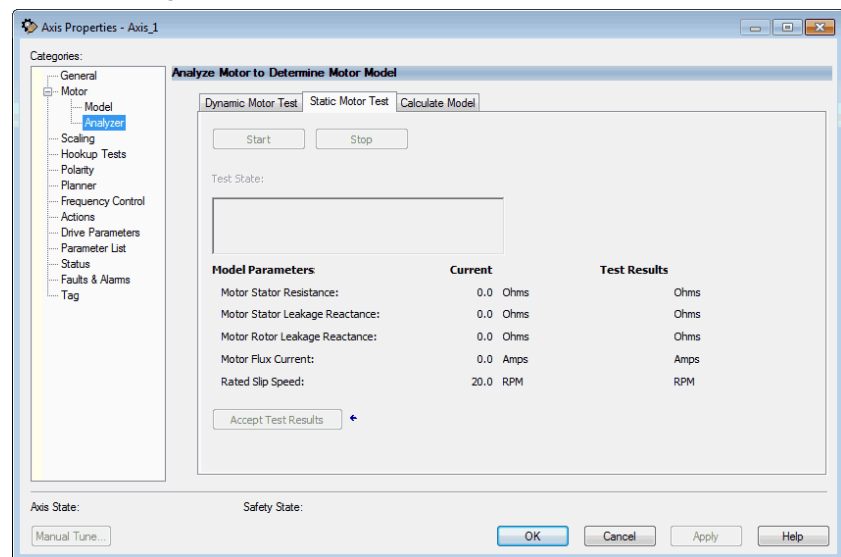 Axis Properties - Axis_1
Categories:
General
Motor
Model
Analyzer
Scaling
Hookup Tests
Polarity
Planner
Frequency Control
Actions
Drive Parameters
Parameter List
Status
Faults & Alarms
Tag
Analyze Motor to Determine Motor Model
Dynamic Motor Test Static Motor Test Calculate Model
Start Stop
Test State:
Model Parameters: Current Test Results
Motor Stator Resistance: 0.0 Ohms Ohms
Motor Stator Leakage Reactance: 0.0 Ohms Ohms
Motor Rotor Leakage Reactance: 0.0 Ohms Ohms
Motor Flux Current: 0.0 Amps Amps
Rated Slip Speed: 20.0 RPM RPM
Accept Test Results
Axis State: Safety State:
Manual Tune... OK Cancel Apply Help